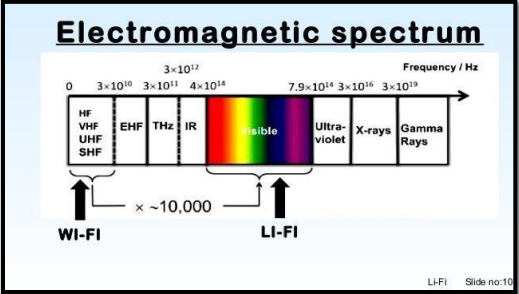 Electromagnetic spectrum
3×10¹²
Frequency / Hz
0 3×10¹⁰ 3×10¹¹ 4×10¹⁴ 7.9×10¹⁴ 3×10¹⁶ 3×10¹⁹
HF
VHF
UHF
SHF
EHF
THz
IR
Visible
Ultra-
violet
X-rays
Gamma
Rays
× ~10,000
WI-FI
LI-FI
Li-Fi Slide no:10